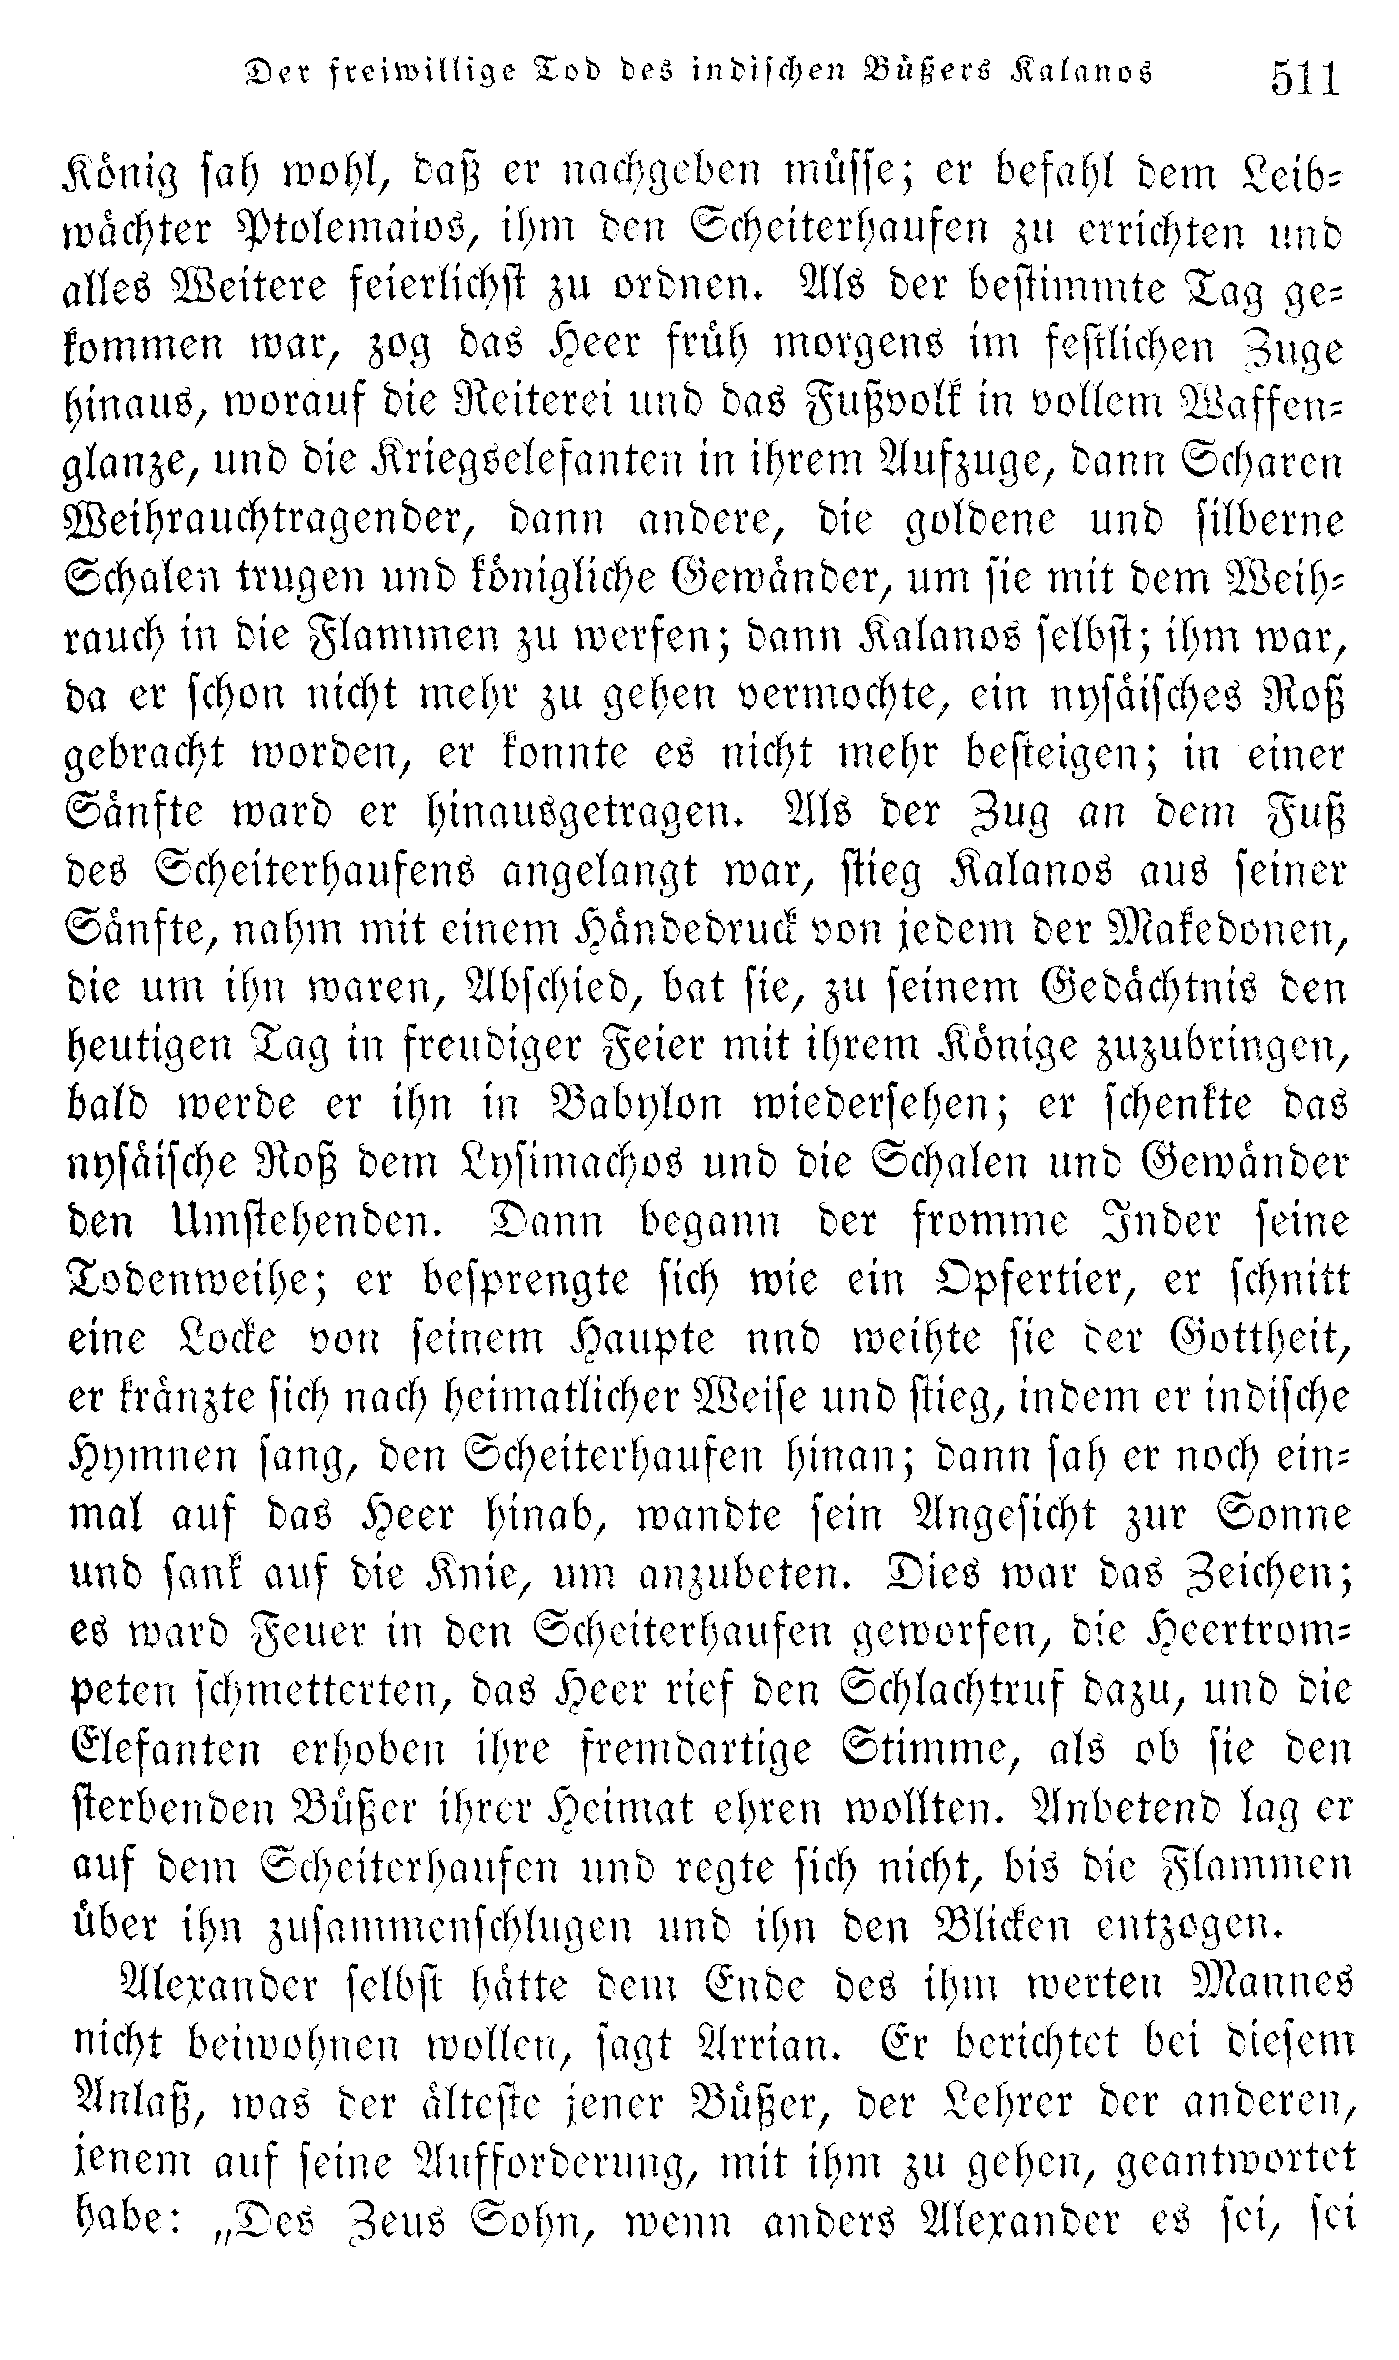 Der freiwillige Tod des indischen Büßers Kalanos 511
König sah wohl, daß er nachgeben müsse; er befahl dem Leib-
wächter Ptolemaios, ihm den Scheiterhaufen zu errichten und
alles Weitere feierlichst zu ordnen. Als der bestimmte Tag ge-
kommen war, zog das Heer früh morgens im festlichen Zuge
hinaus, worauf die Reiterei und das Fußvolk in vollem Waffen-
glanze, und die Kriegselefanten in ihrem Aufzuge, dann Scharen
Weihrauchtragender, dann andere, die goldene und silberne
Schalen trugen und königliche Gewänder, um sie mit dem Weih-
rauch in die Flammen zu werfen; dann Kalanos selbst; ihm war,
da er schon nicht mehr zu gehen vermochte, ein nysäisches Roß
gebracht worden, er konnte es nicht mehr besteigen; in einer
Sänfte ward er hinausgetragen. Als der Zug an dem Fuß
des Scheiterhaufens angelangt war, stieg Kalanos aus seiner
Sänfte, nahm mit einem Händedruck von jedem der Makedonen,
die um ihn waren, Abschied, bat sie, zu seinem Gedächtnis den
heutigen Tag in freudiger Feier mit ihrem Könige zuzubringen,
bald werde er ihn in Babylon wiedersehen; er schenkte das
nysäische Roß dem Lysimachos und die Schalen und Gewänder
den Umstehenden. Dann begann der fromme Inder seine
Todenweihe; er besprengte sich wie ein Opfertier, er schnitt
eine Locke von seinem Haupte nnd weihte sie der Gottheit,
er kränzte sich nach heimatlicher Weise und stieg, indem er indische
Hymnen sang, den Scheiterhaufen hinan; dann sah er noch ein-
mal auf das Heer hinab, wandte sein Angesicht zur Sonne
und sank auf die Knie, um anzubeten. Dies war das Zeichen;
es ward Feuer in den Scheiterhaufen geworfen, die Heertrom-
peten schmetterten, das Heer rief den Schlachtruf dazu, und die
Elefanten erhoben ihre fremdartige Stimme, als ob sie den
sterbenden Büßer ihrer Heimat ehren wollten. Anbetend lag er
auf dem Scheiterhaufen und regte sich nicht, bis die Flammen
über ihn zusammenschlugen und ihn den Blicken entzogen.
Alexander selbst hätte dem Ende des ihm werten Mannes
nicht beiwohnen wollen, sagt Arrian. Er berichtet bei diesem
Anlaß, was der älteste jener Büßer, der Lehrer der anderen,
jenem auf seine Aufforderung, mit ihm zu gehen, geantwortet
habe: „Des Zeus Sohn, wenn anders Alexander es sei, sei